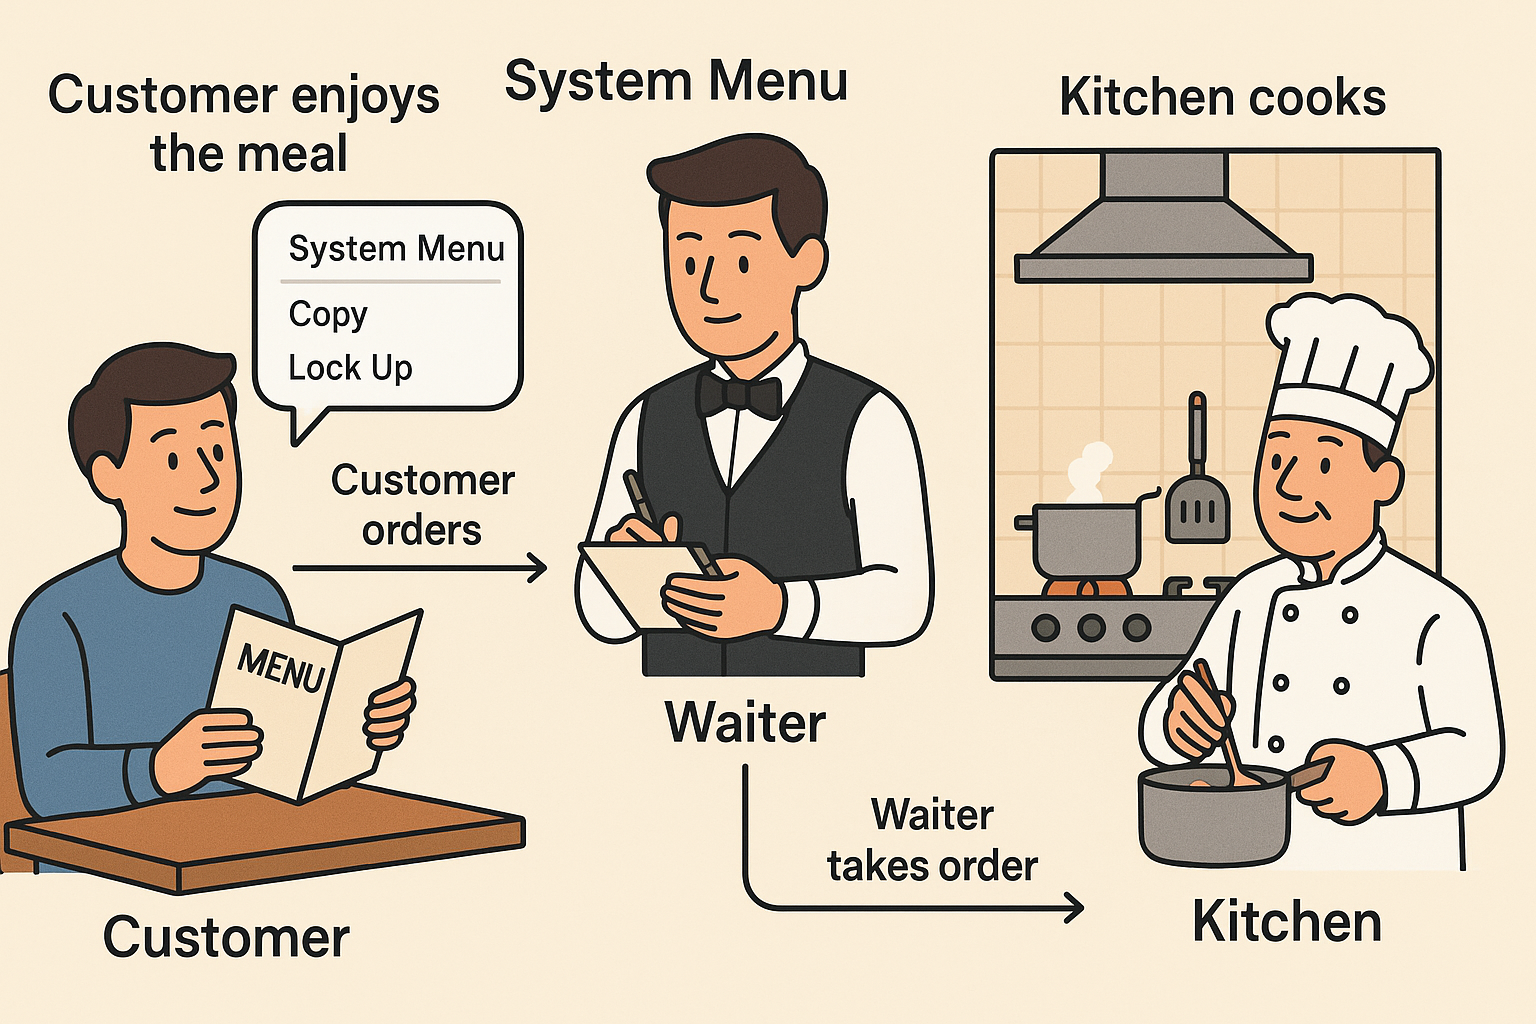 Customer enjoys
the meal
System Menu
Kitchen cooks
System Menu
Copy
Lock Up
Customer
orders
MENU
Waiter
Waiter
takes order
Customer
Kitchen